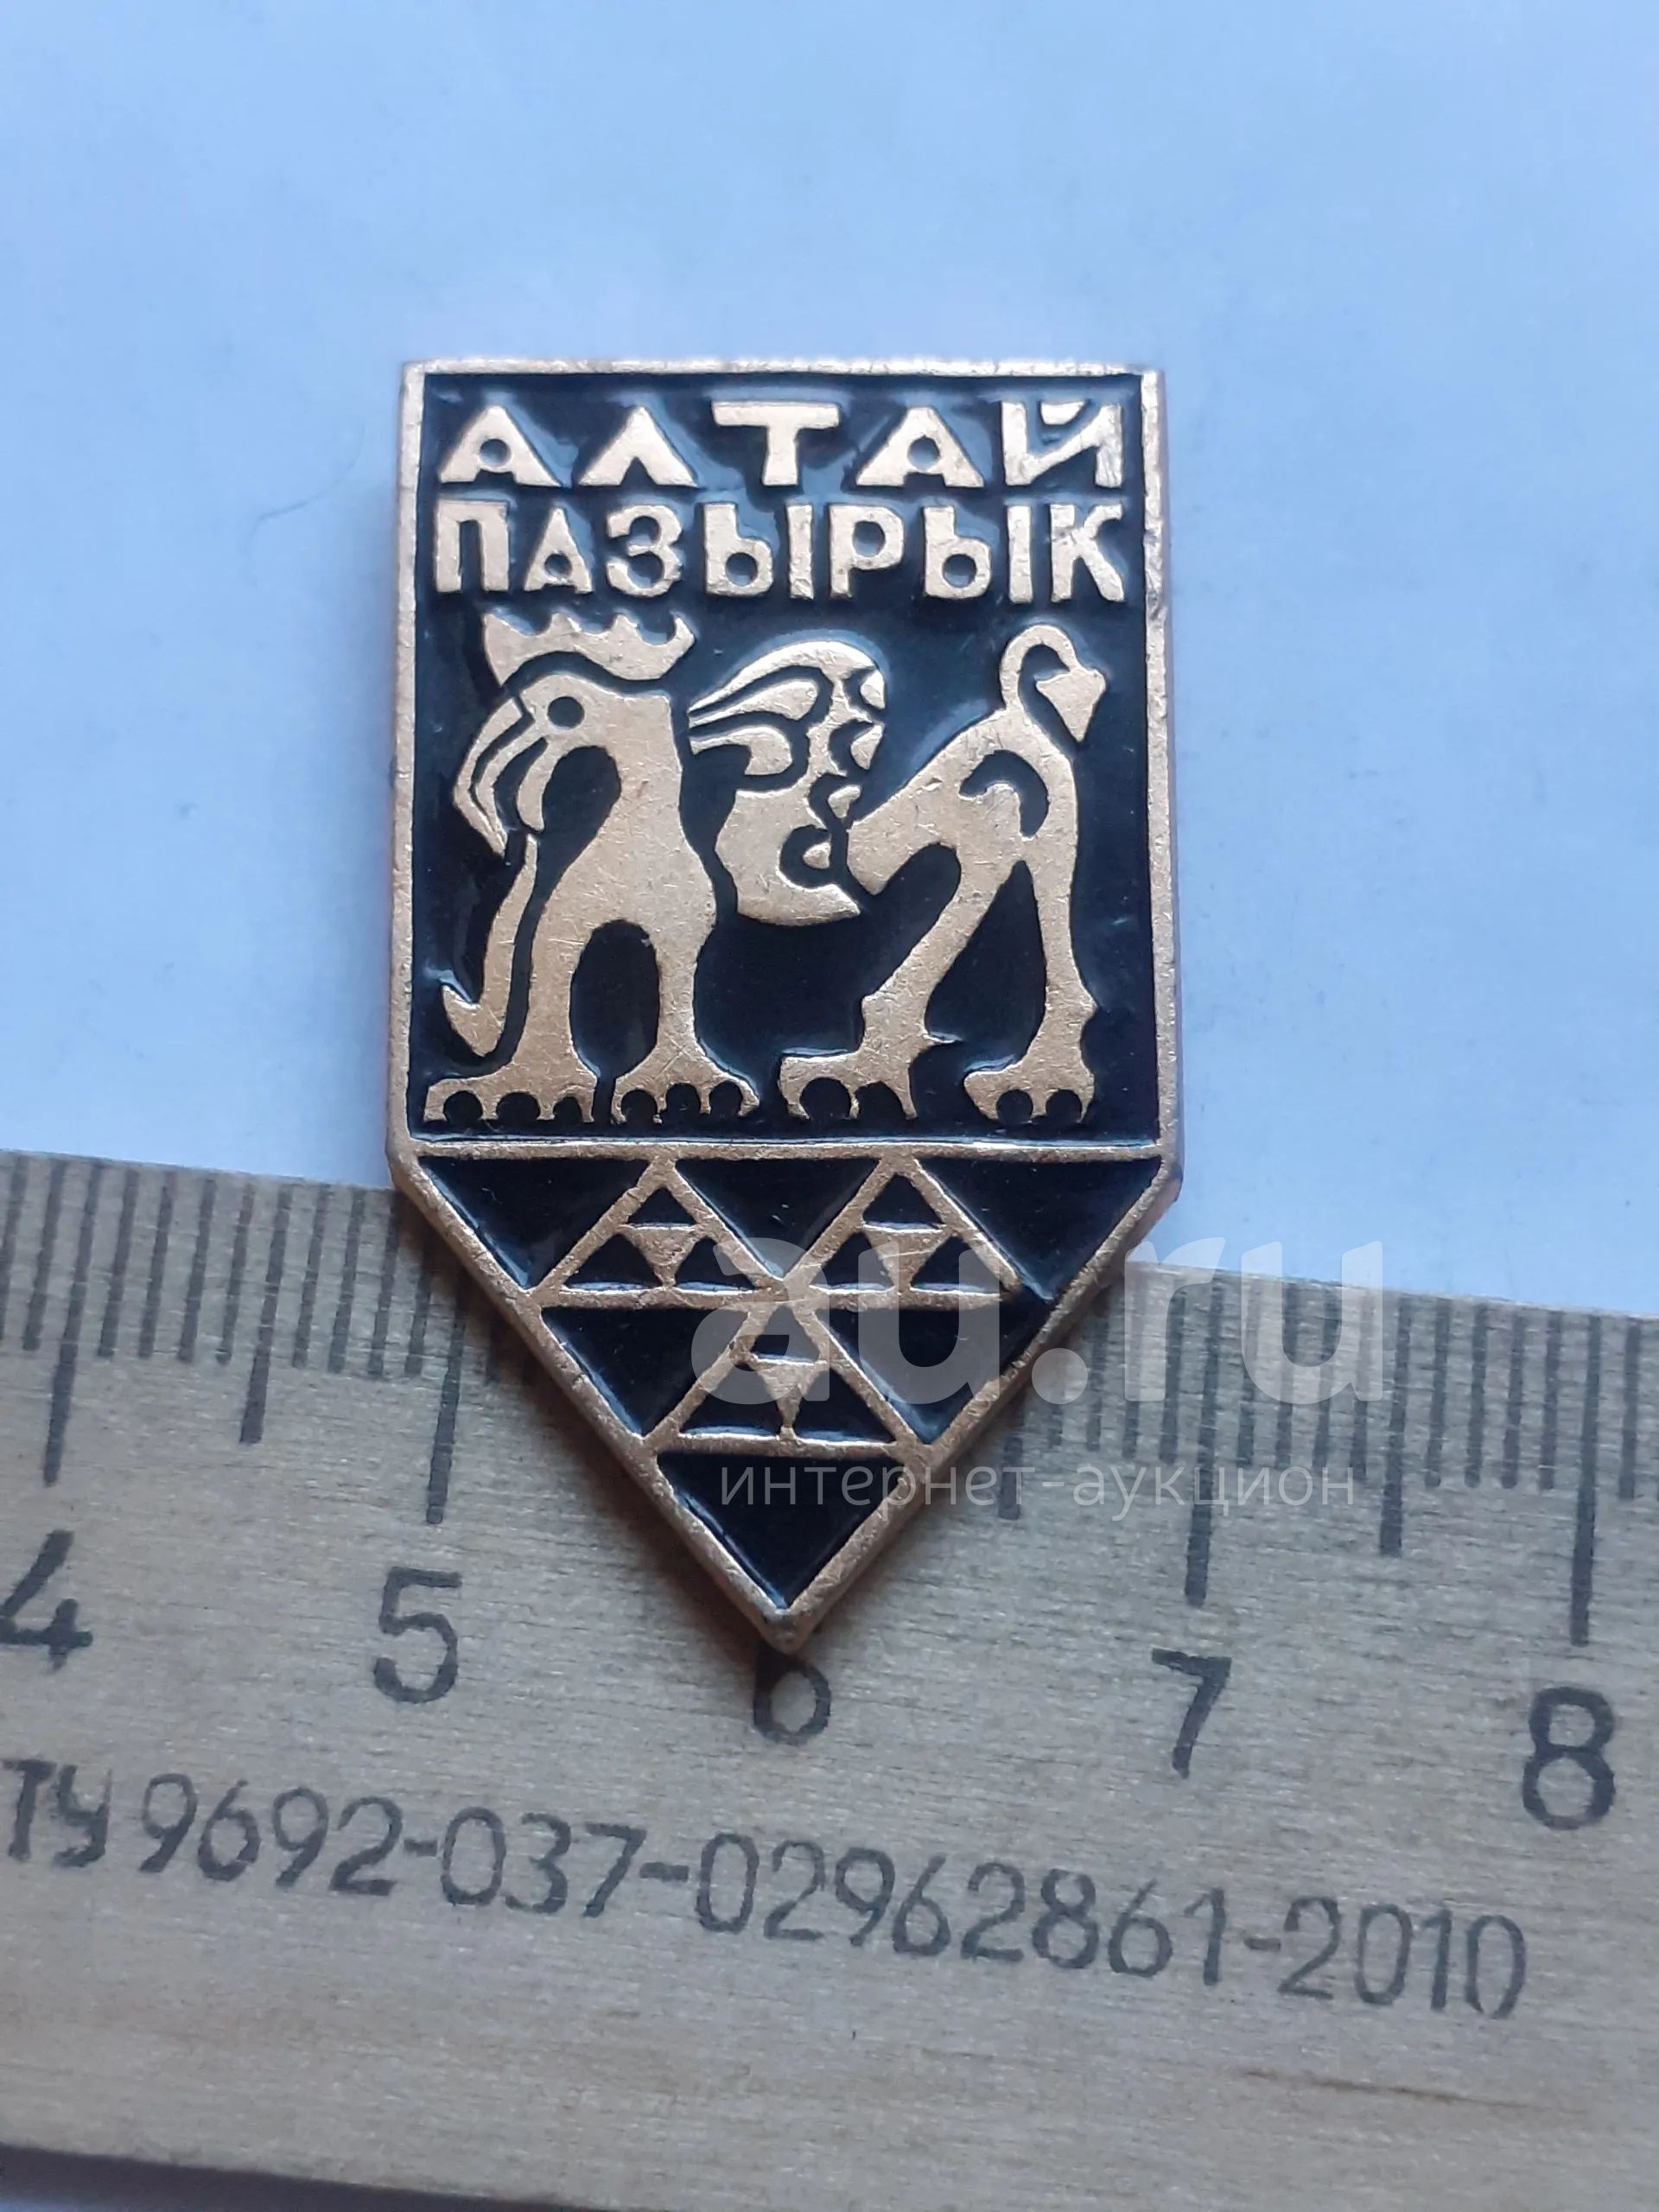 АЛТАЙ
ПАЗЫРЫК
au.ru
интернет-аукцион
4 5 6 7 8
ТУ 9692-037-02962861-2010